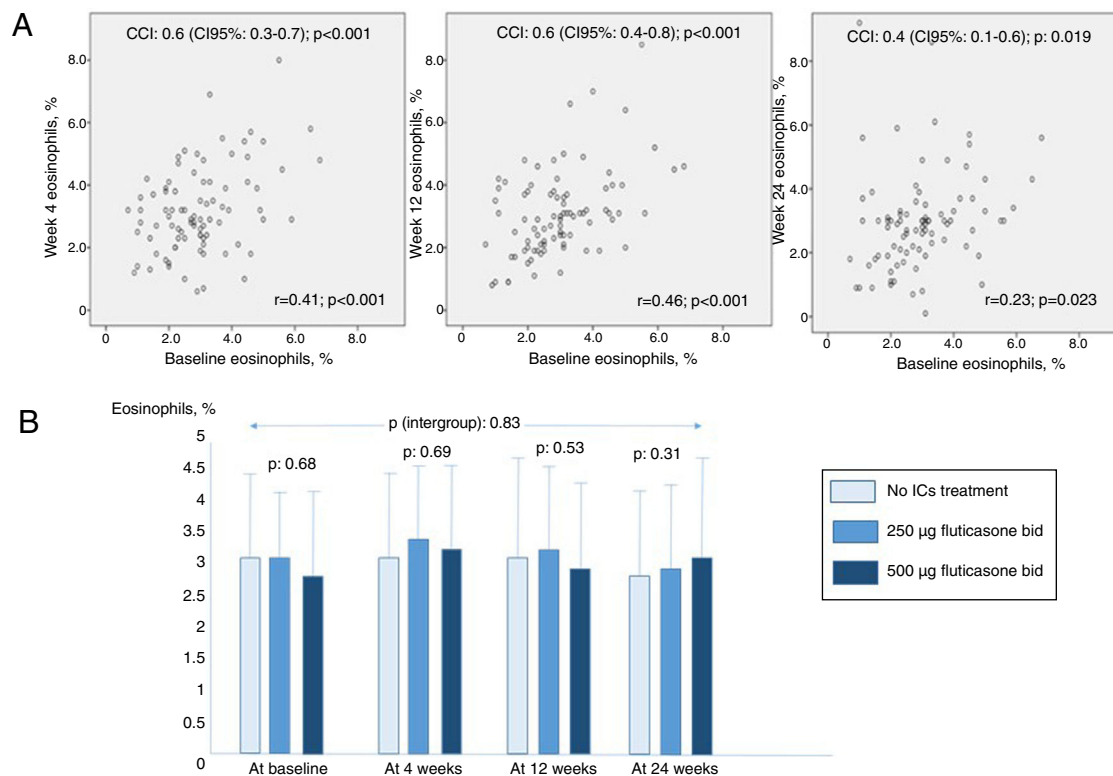 A
CCI: 0.6 (CI95%: 0.3-0.7); p<0.001
Week 4 eosinophils, %
8.0
6.0
4.0
2.0
0
r=0.41; p<0.001
0 2.0 4.0 6.0 8.0
Baseline eosinophils, %
CCI: 0.6 (CI95%: 0.4-0.8); p<0.001
Week 12 eosinophils, %
8.0
6.0
4.0
2.0
0
r=0.46; p<0.001
0 2.0 4.0 6.0 8.0
Baseline eosinophils, %
CCI: 0.4 (CI95%: 0.1-0.6); p: 0.019
Week 24 eosinophils, %
8.0
6.0
4.0
2.0
0
r=0.23; p=0.023
0 2.0 4.0 6.0 8.0
Baseline eosinophils, %
B
Eosinophils, %
5
4.5
4
3.5
3
2.5
2
1.5
1
0.5
0
p (intergroup): 0.83
p: 0.68
p: 0.69
p: 0.53
p: 0.31
At baseline
At 4 weeks
At 12 weeks
At 24 weeks
No ICs treatment
250 µg fluticasone bid
500 µg fluticasone bid